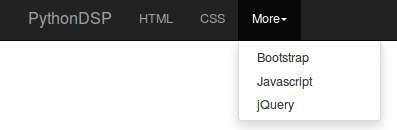 PythonDSP HTML CSS More
Bootstrap
Javascript
jQuery